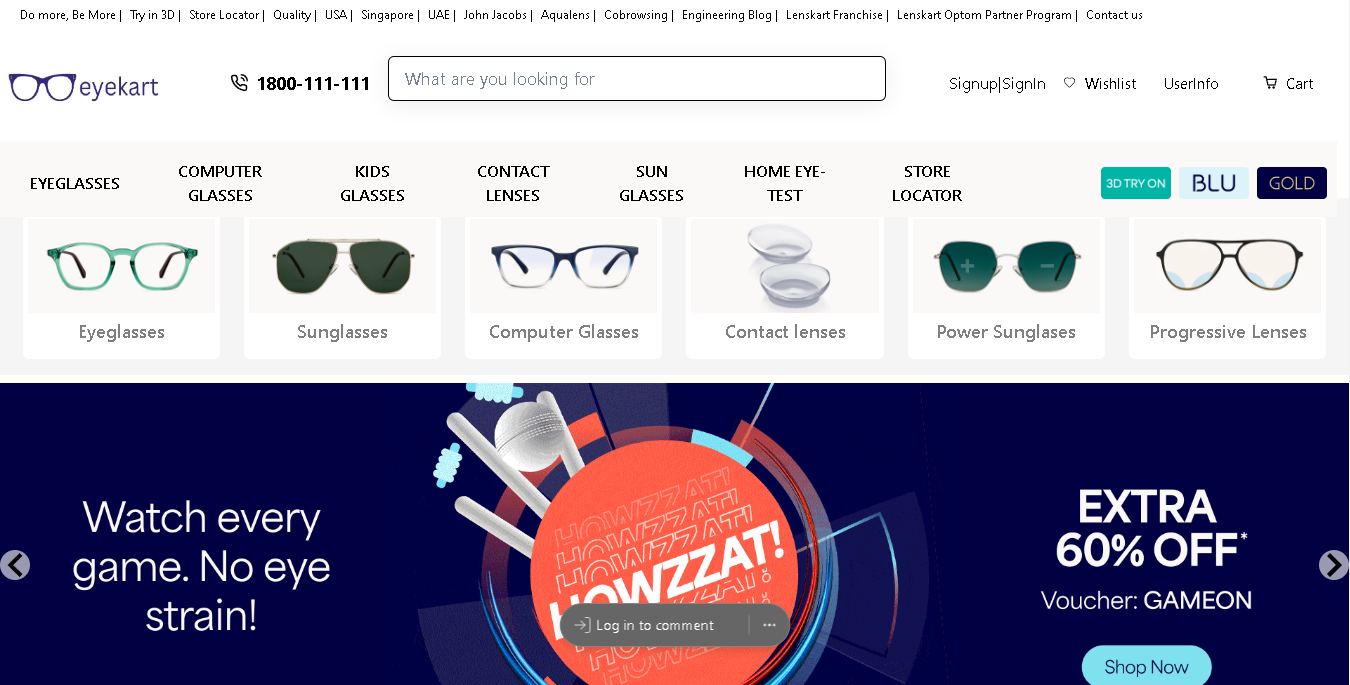 Do more, Be More | Try in 3D | Store Locator | Quality | USA | Singapore | UAE | John Jacobs | Aqualens | Cobrowsing | Engineering Blog | Lenskart Franchise | Lenskart Optom Partner Program | Contact us
eyekart
1800-111-111
What are you looking for
Signup|SignIn
Wishlist
UserInfo
Cart
EYEGLASSES
COMPUTER
GLASSES
KIDS
GLASSES
CONTACT
LENSES
SUN
GLASSES
HOME EYE-
TEST
STORE
LOCATOR
3D TRY ON
BLU
GOLD
Eyeglasses
Sunglasses
Computer Glasses
Contact lenses
Power Sunglases
Progressive Lenses
Watch every
game. No eye
strain!
HOWZZAT!
HOWZZAT!
HOWZZAT!
HOWZZAT!
HOWZZAT!
EXTRA
60% OFF*
Voucher: GAMEON
Shop Now
Log in to comment